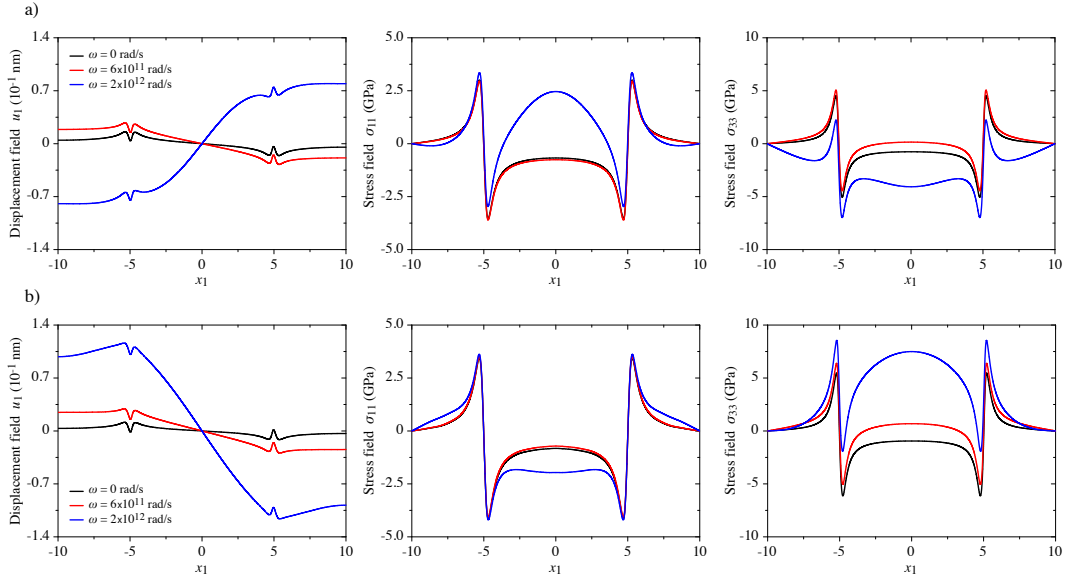 a)
Displacement field u₁ (10⁻¹ nm)
1.4
0.7
0
-0.7
-1.4
ω = 0 rad/s
ω = 6x10¹¹ rad/s
ω = 2x10¹² rad/s
-10 -5 0 5 10
x₁
Stress field σ₁₁ (GPa)
5.0
2.5
0
-2.5
-5.0
-10 -5 0 5 10
x₁
Stress field σ₃₃ (GPa)
10
5
0
-5
-10
-10 -5 0 5 10
x₁
b)
Displacement field u₁ (10⁻¹ nm)
1.4
0.7
0
-0.7
-1.4
ω = 0 rad/s
ω = 6x10¹¹ rad/s
ω = 2x10¹² rad/s
-10 -5 0 5 10
x₁
Stress field σ₁₁ (GPa)
5.0
2.5
0
-2.5
-5.0
-10 -5 0 5 10
x₁
Stress field σ₃₃ (GPa)
10
5
0
-5
-10
-10 -5 0 5 10
x₁